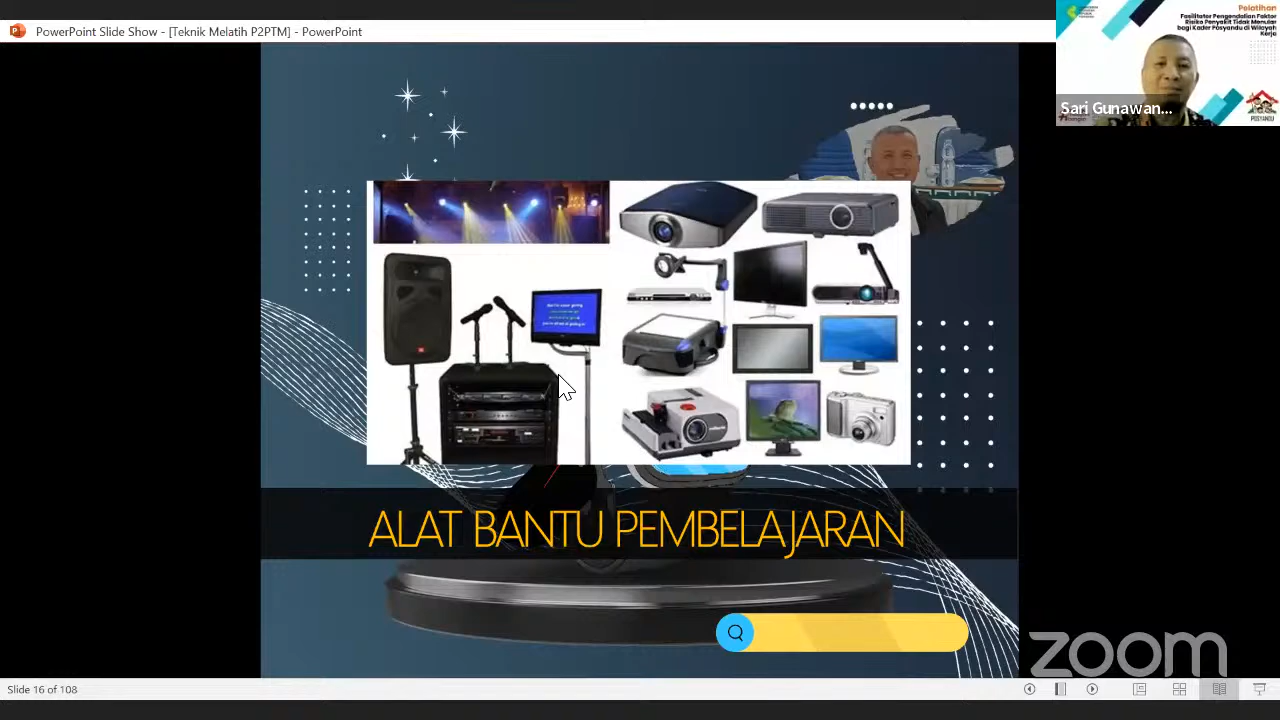 PowerPoint Slide Show - [Teknik Melatih P2PTM] - PowerPoint
Pelatihan
Fasilitator Pengendalian Faktor
Risiko Penyakit Tidak Menular
bagi Kader Posyandu di Wilayah
Kerja
Sari Gunawan...
POSYANDU
ALAT BANTU PEMBELAJARAN
zoom
Slide 16 of 108